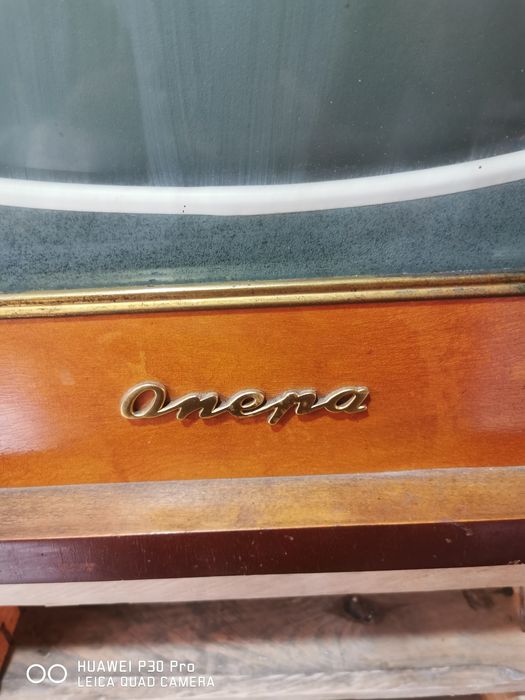 Опера
HUAWEI P30 Pro
LEICA QUAD CAMERA